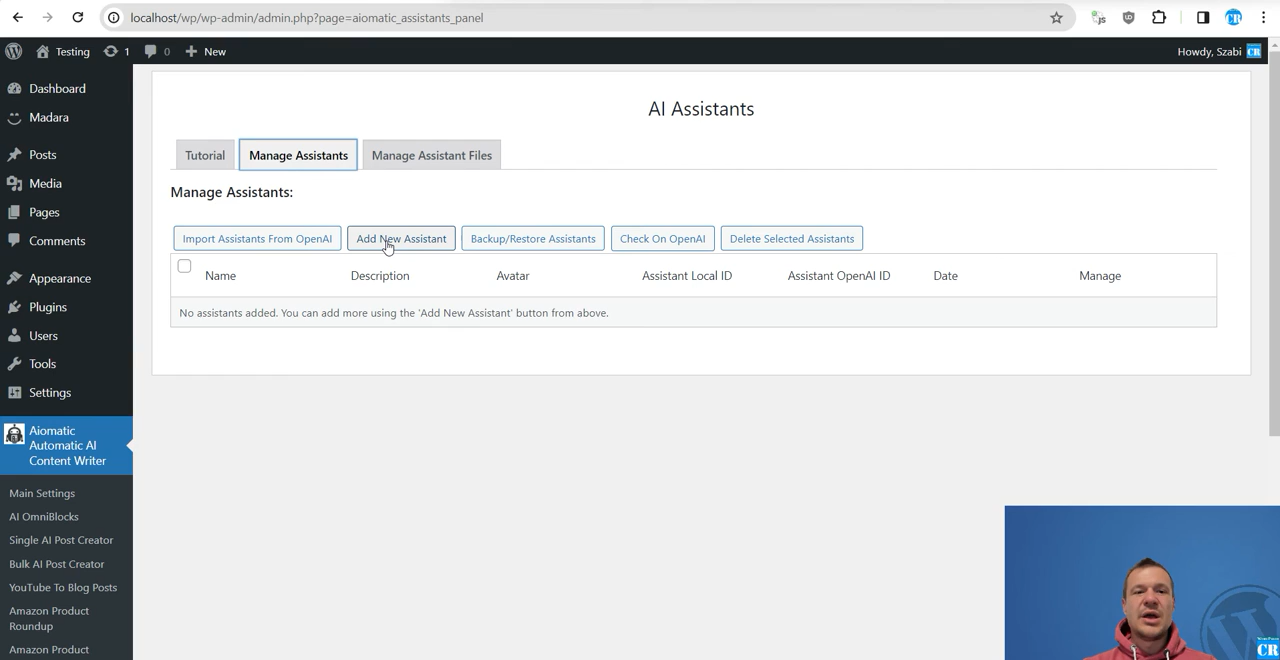 localhost/wp/wp-admin/admin.php?page=aiomatic_assistants_panel
Testing 1 0 New
Howdy, Szabi
Dashboard
Madara
Posts
Media
Pages
Comments
Appearance
Plugins
Users
Tools
Settings
Aiomatic
Automatic AI
Content Writer
Main Settings
AI OmniBlocks
Single AI Post Creator
Bulk AI Post Creator
YouTube To Blog Posts
Amazon Product
Roundup
Amazon Product
AI Assistants
Tutorial
Manage Assistants
Manage Assistant Files
Manage Assistants:
Import Assistants From OpenAI
Add New Assistant
Backup/Restore Assistants
Check On OpenAI
Delete Selected Assistants
Name Description Avatar Assistant Local ID Assistant OpenAI ID Date Manage
No assistants added. You can add more using the 'Add New Assistant' button from above.
CR